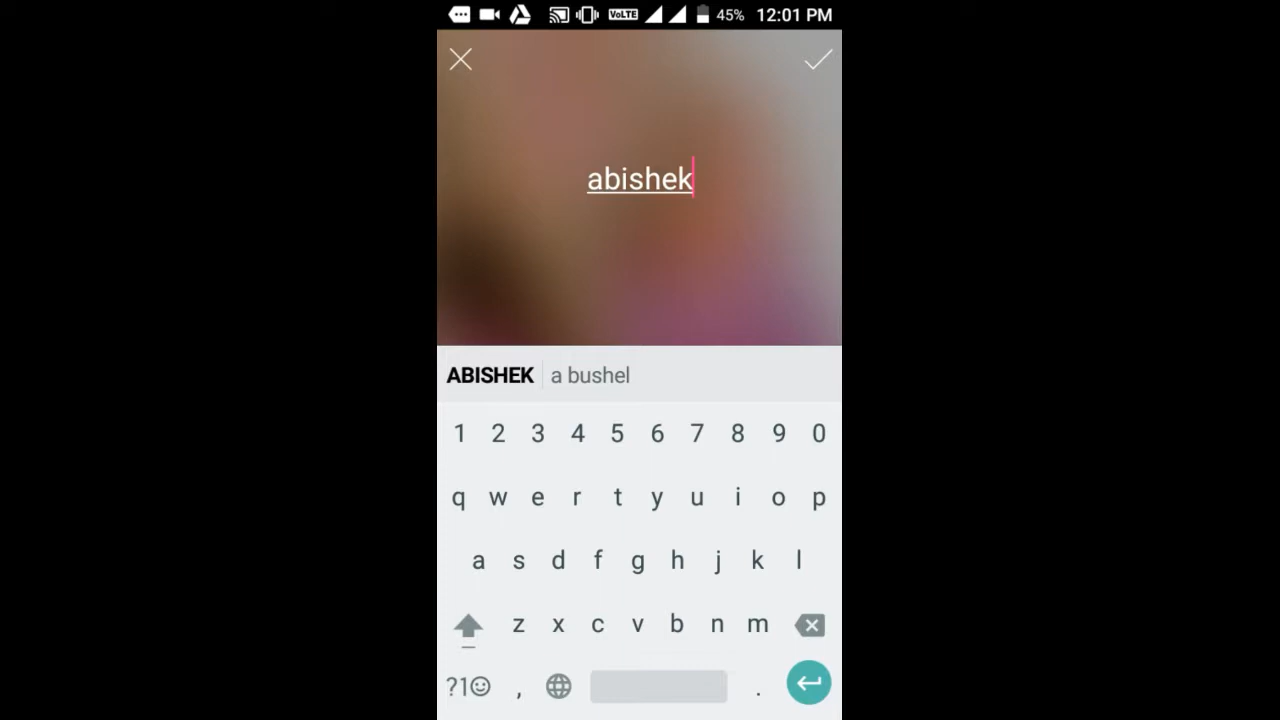 VoLTE 45% 12:01 PM
abishek
ABISHEK a bushel
1 2 3 4 5 6 7 8 9 0
q w e r t y u i o p
a s d f g h j k l
z x c v b n m
?1☺ , .